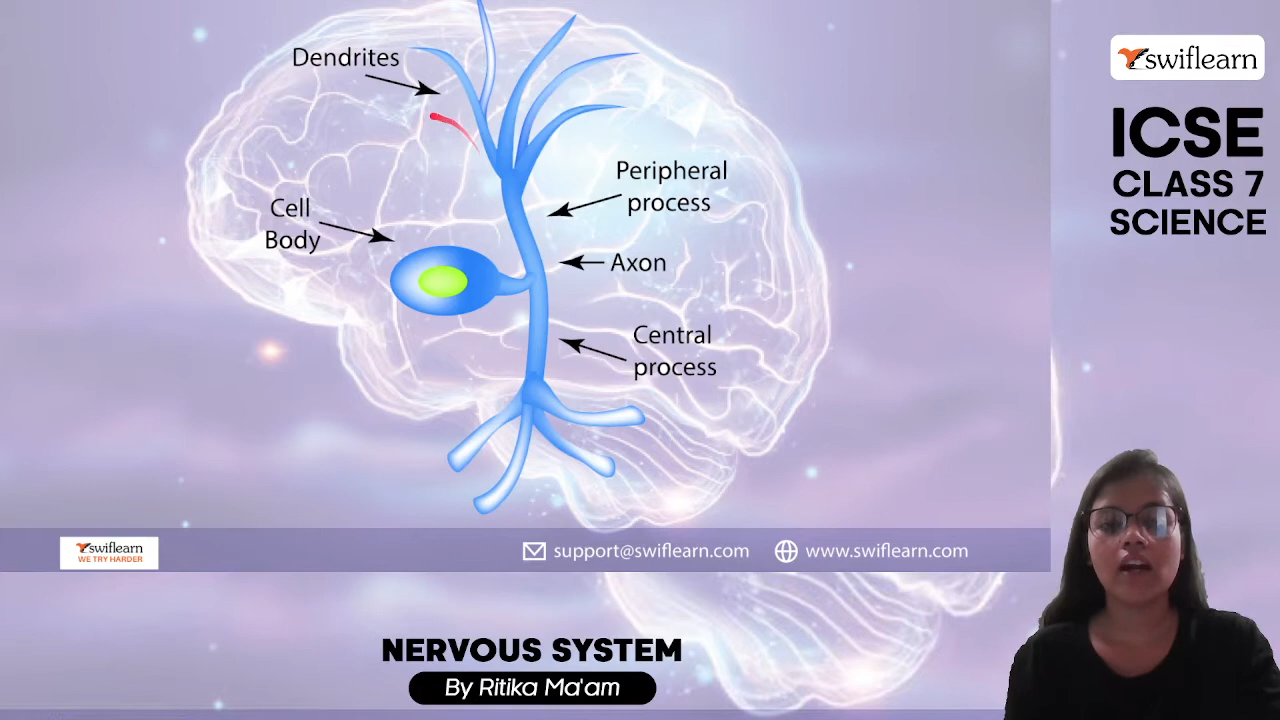 Dendrites
Peripheral
process
Cell
Body
Axon
Central
process
swiflearn
WE TRY HARDER
support@swiflearn.com
www.swiflearn.com
NERVOUS SYSTEM
By Ritika Ma'am
swiflearn
ICSE
CLASS 7
SCIENCE